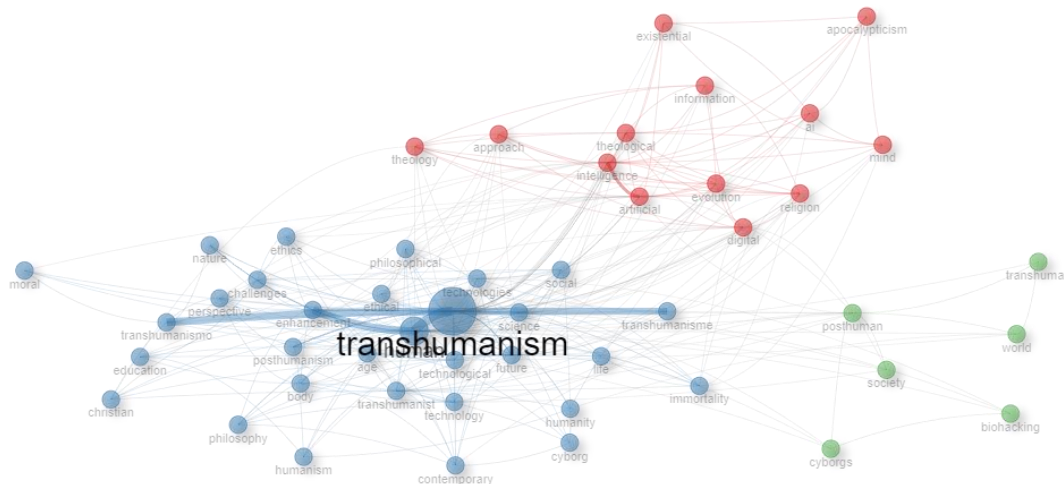 existential
apocalypticism
information
ai
theological
approach
theology
mind
intelligence
evolution
artificial
religion
digital
ethics
nature
philosophical
moral
social
challenges
technologies
transhuma
perspective
ethical
enhancement
science
transhumanisme
posthuman
transhumanismo
world
transhumanism
human
posthumanism
age
technological
future
life
education
society
body
transhumanist
immortality
christian
technology
humanity
biohacking
philosophy
cyborg
cyborgs
humanism
contemporary